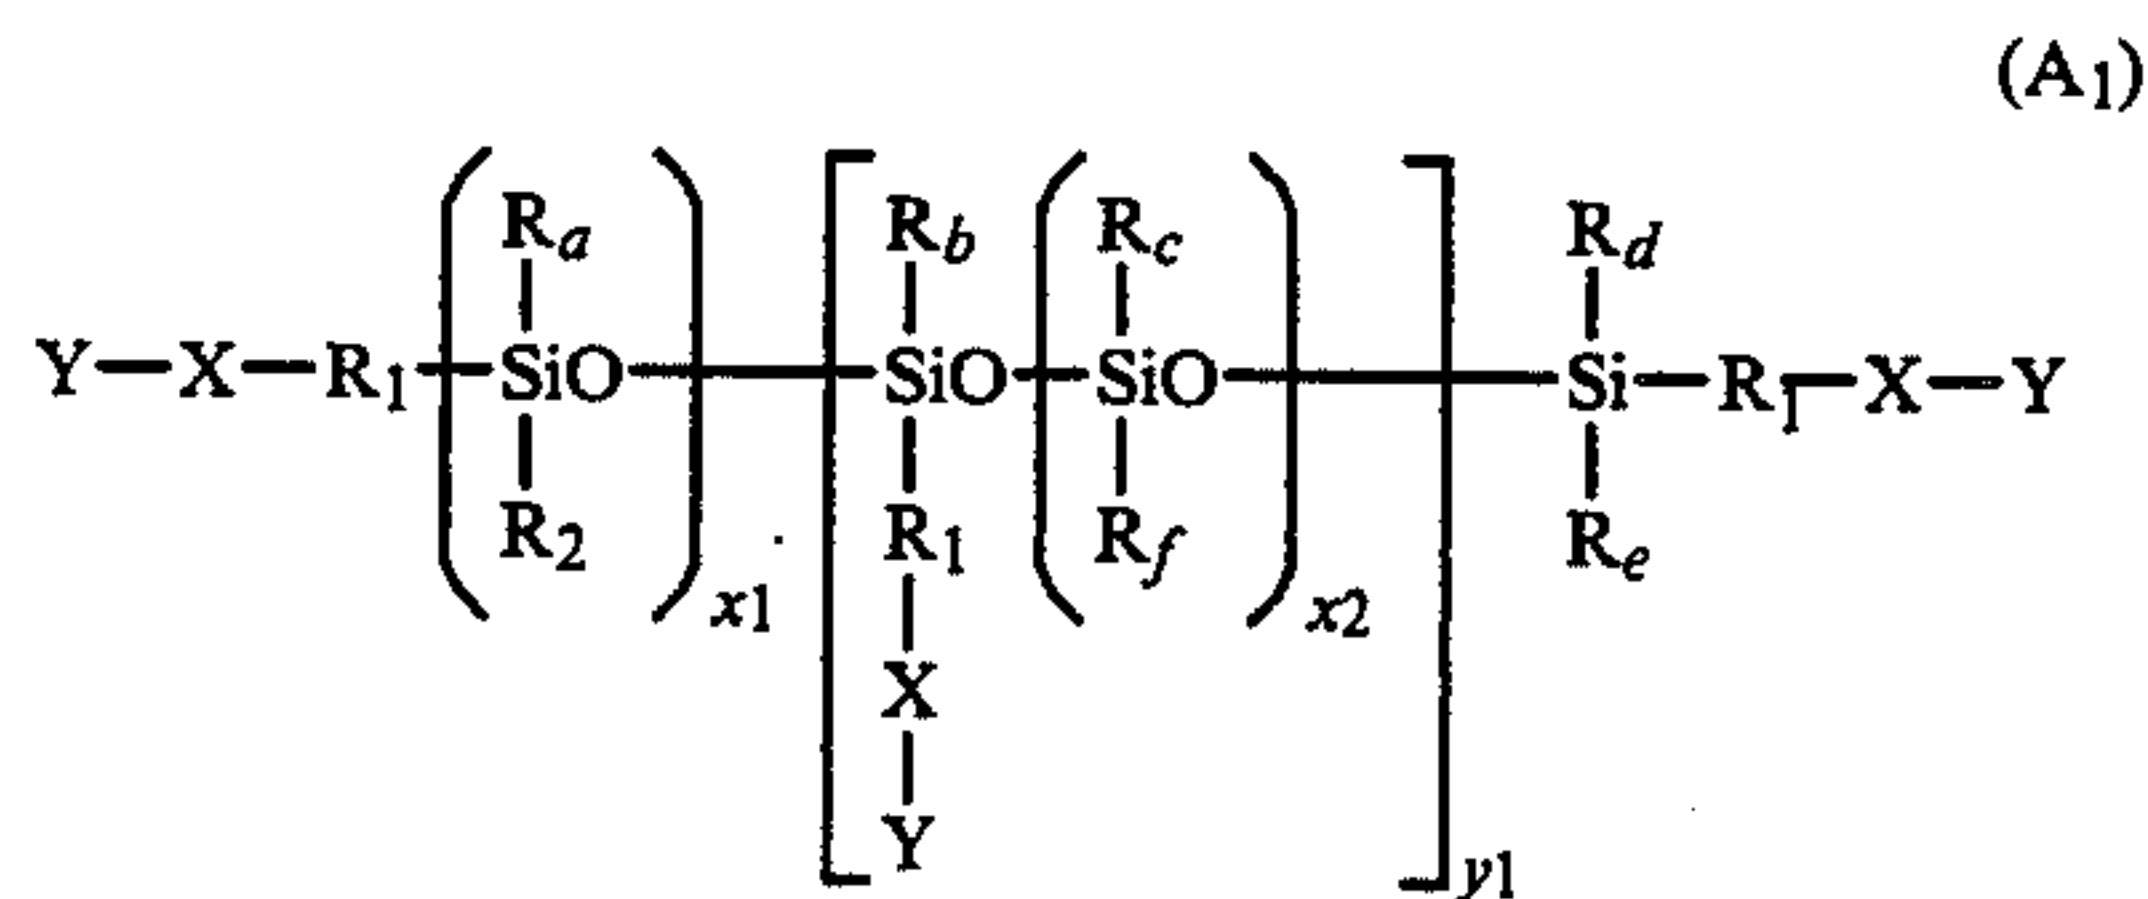 (A1)
Ra Rb Rc Rd
Y—X—R1 SiO SiO SiO Si—R1—X—Y
R2 R1 Rf Re
x1 x2
X
Y
y1